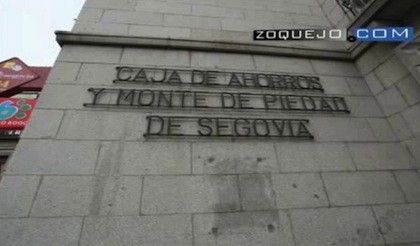 ZOQUEJO.COM
CAJA DE AHORROS
Y MONTE DE PIEDAD
DE SEGOVIA